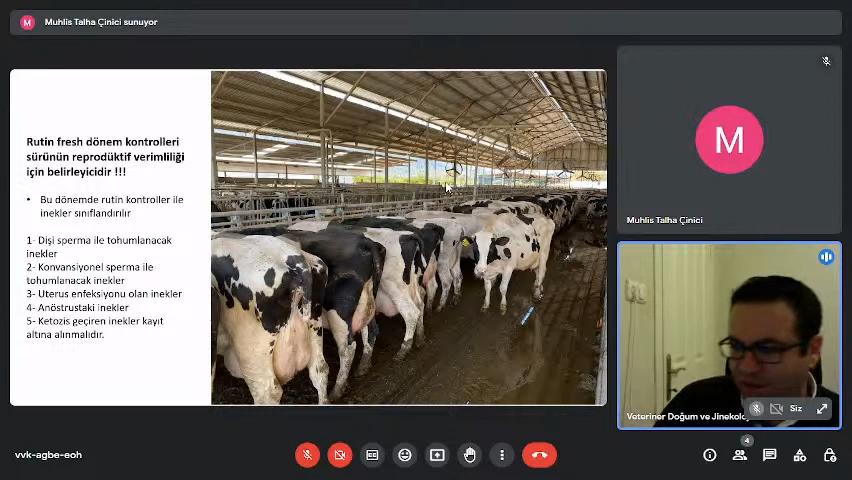 M
Muhlis Talha Çinici sunuyor
Rutin fresh dönem kontrolleri
sürünün reprodüktif verimliliği
için belirleyicidir !!!
• Bu dönemde rutin kontroller ile
inekler sınıflandırılır
1- Dişi sperma ile tohumlanacak
inekler
2- Konvansiyonel sperma ile
tohumlanacak inekler
3- Uterus enfeksiyonu olan inekler
4- Anöstrustaki inekler
5- Ketozis geçiren inekler kayıt
altına alınmalıdır.
M
Muhlis Talha Çinici
Siz
Veteriner Doğum ve Jinekoloj
vvk-agbe-eoh
4